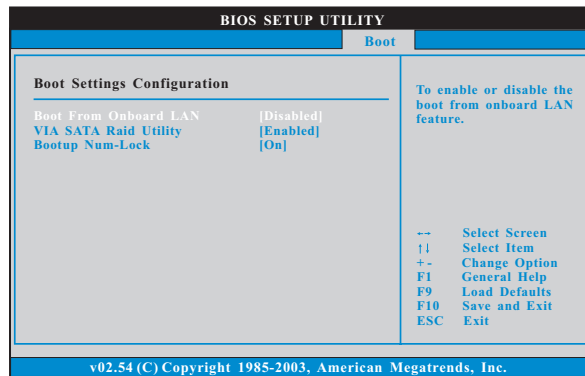 BIOS SETUP UTILITY
Boot
Boot Settings Configuration
Boot From Onboard LAN [Disabled]
VIA SATA Raid Utility [Enabled]
Bootup Num-Lock [On]
To enable or disable the
boot from onboard LAN
feature.
←→ Select Screen
↑↓ Select Item
+ - Change Option
F1 General Help
F9 Load Defaults
F10 Save and Exit
ESC Exit
v02.54 (C) Copyright 1985-2003, American Megatrends, Inc.